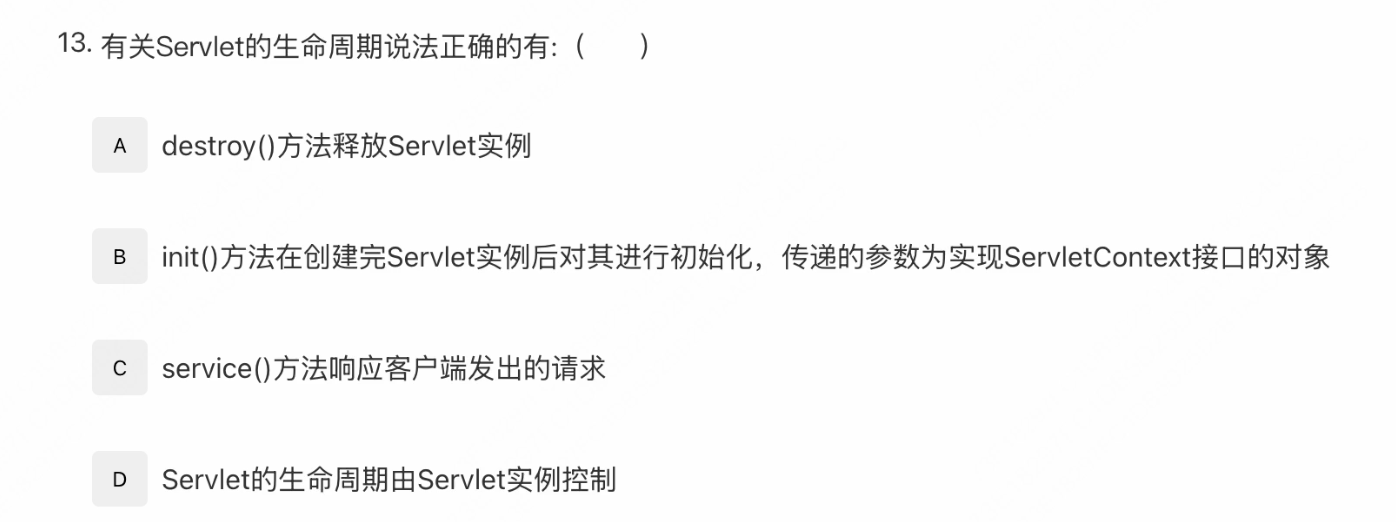 13. 有关Servlet的生命周期说法正确的有:（　　）
A destroy()方法释放Servlet实例
B init()方法在创建完Servlet实例后对其进行初始化，传递的参数为实现ServletContext接口的对象
C service()方法响应客户端发出的请求
D Servlet的生命周期由Servlet实例控制